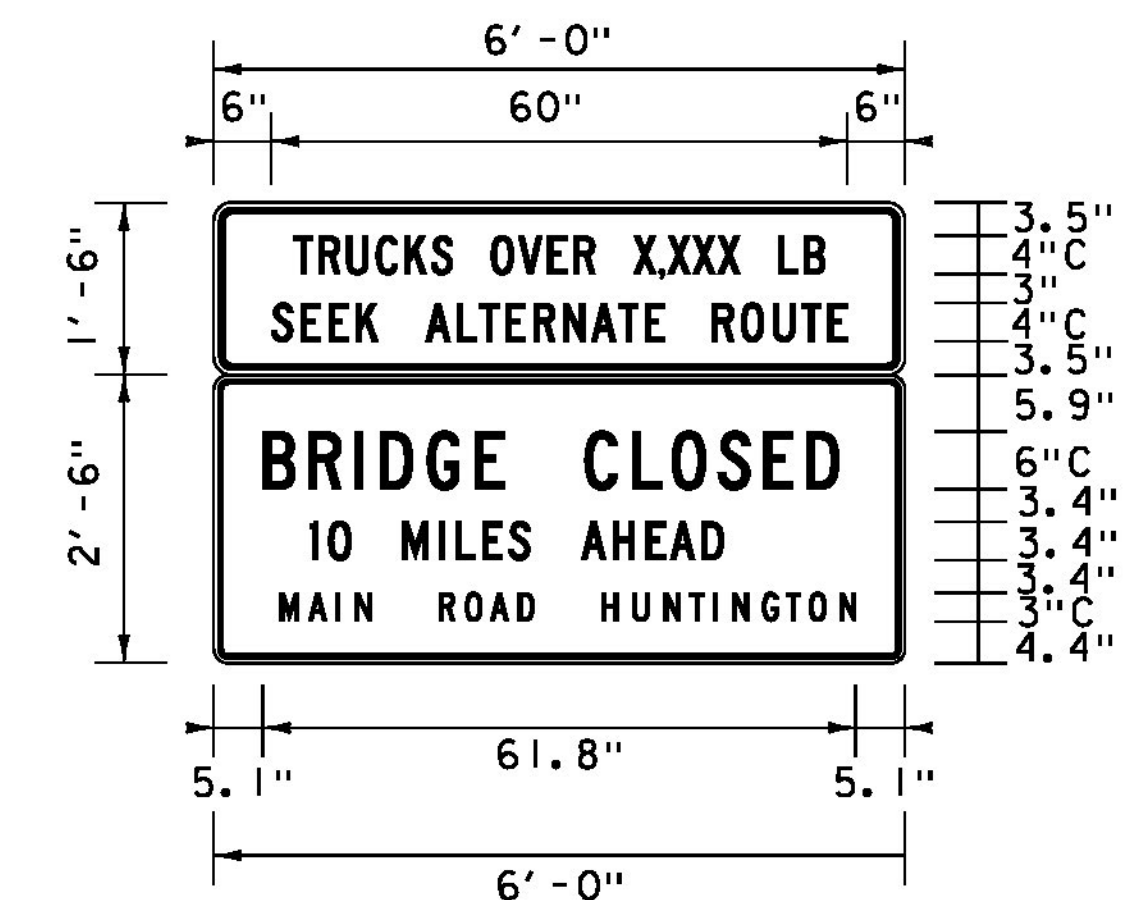 6'-0"
6" 60" 6"
1'-6"
TRUCKS OVER X,XXX LB
SEEK ALTERNATE ROUTE
3.5"
4"C
3"
4"C
3.5"
2'-6"
BRIDGE CLOSED
10 MILES AHEAD
MAIN ROAD HUNTINGTON
5.9"
6"C
3.4"
3.4"
3.4"
3"C
4.4"
61.8"
5.1" 5.1"
6'-0"